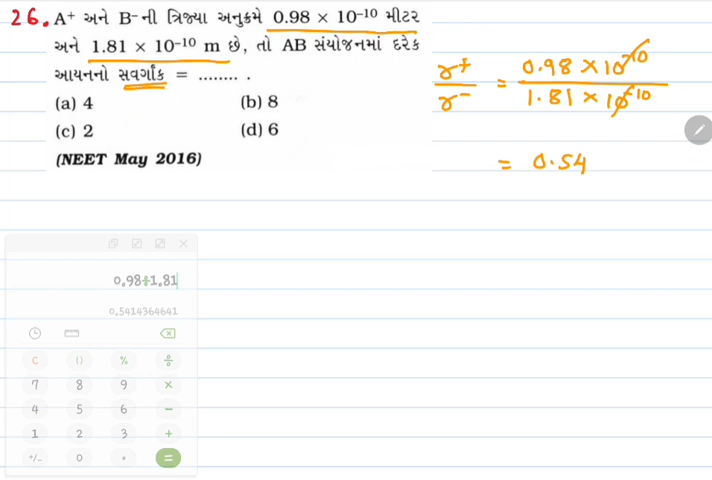 26. A⁺ અને B⁻ની ત્રિજ્યા અનુક્રમે 0.98 × 10⁻¹⁰ મીટર
અને 1.81 × 10⁻¹⁰ m છે, તો AB સંયોજનમાં દરેક
આયનનો સવર્ગાંક = ........ .
(a) 4 (b) 8
(c) 2 (d) 6
(NEET May 2016)
r⁺ / r⁻ = 0.98 × 10⁻¹⁰ / 1.81 × 10⁻¹⁰
= 0.54
0.98÷1.81
0.5414364641
C () % ÷
7 8 9 ×
4 5 6 −
1 2 3 +
+/- 0 . =